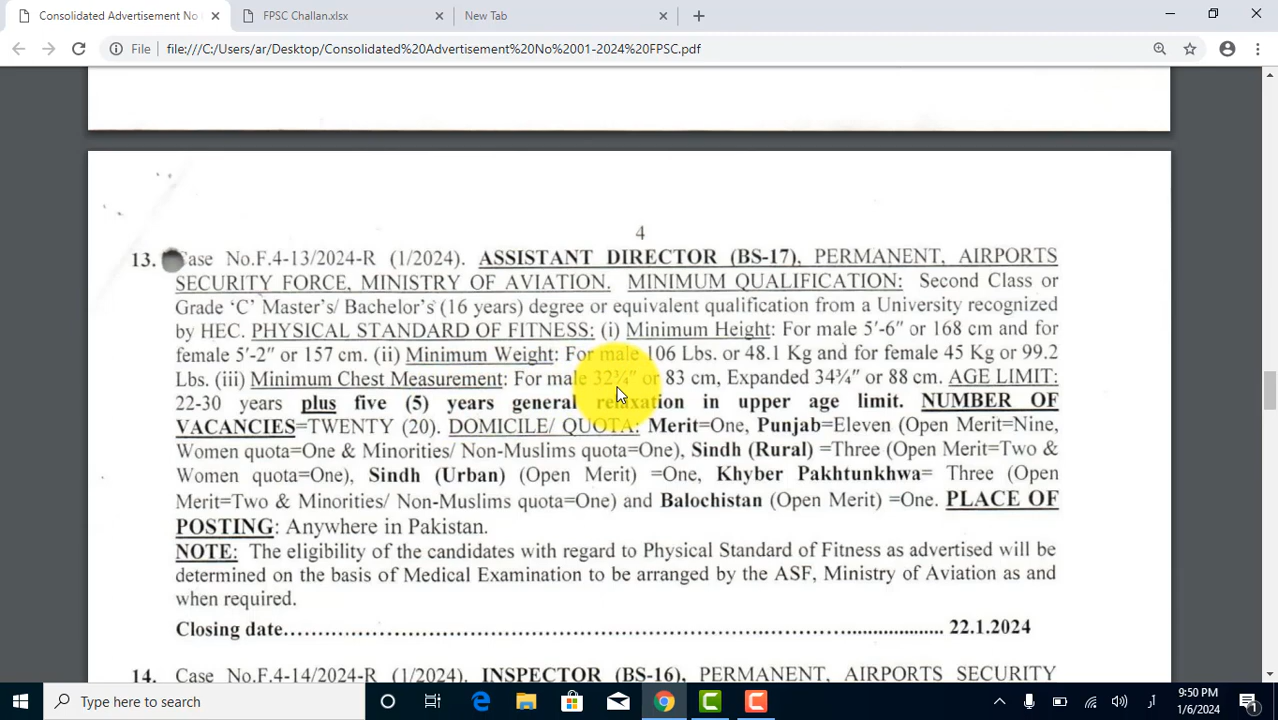 Consolidated Advertisement No
FPSC Challan.xlsx
New Tab
File
file:///C:/Users/ar/Desktop/Consolidated%20Advertisement%20No%2001-2024%20FPSC.pdf
4
13. Case No.F.4-13/2024-R (1/2024). ASSISTANT DIRECTOR (BS-17), PERMANENT, AIRPORTS
SECURITY FORCE, MINISTRY OF AVIATION. MINIMUM QUALIFICATION: Second Class or
Grade ‘C’ Master’s/ Bachelor’s (16 years) degree or equivalent qualification from a University recognized
by HEC. PHYSICAL STANDARD OF FITNESS: (i) Minimum Height: For male 5′-6″ or 168 cm and for
female 5′-2″ or 157 cm. (ii) Minimum Weight: For male 106 Lbs. or 48.1 Kg and for female 45 Kg or 99.2
Lbs. (iii) Minimum Chest Measurement: For male 32¾″ or 83 cm, Expanded 34¾″ or 88 cm. AGE LIMIT:
22-30 years plus five (5) years general relaxation in upper age limit. NUMBER OF
VACANCIES=TWENTY (20). DOMICILE/ QUOTA: Merit=One, Punjab=Eleven (Open Merit=Nine,
Women quota=One & Minorities/ Non-Muslims quota=One), Sindh (Rural) =Three (Open Merit=Two &
Women quota=One), Sindh (Urban) (Open Merit) =One, Khyber Pakhtunkhwa= Three (Open
Merit=Two & Minorities/ Non-Muslims quota=One) and Balochistan (Open Merit) =One. PLACE OF
POSTING: Anywhere in Pakistan.
NOTE: The eligibility of the candidates with regard to Physical Standard of Fitness as advertised will be
determined on the basis of Medical Examination to be arranged by the ASF, Ministry of Aviation as and
when required.
Closing date……………………………………………………………................... 22.1.2024
14. Case No.F.4-14/2024-R (1/2024). INSPECTOR (BS-16), PERMANENT, AIRPORTS SECURITY
Type here to search
9:50 PM
1/6/2024
1